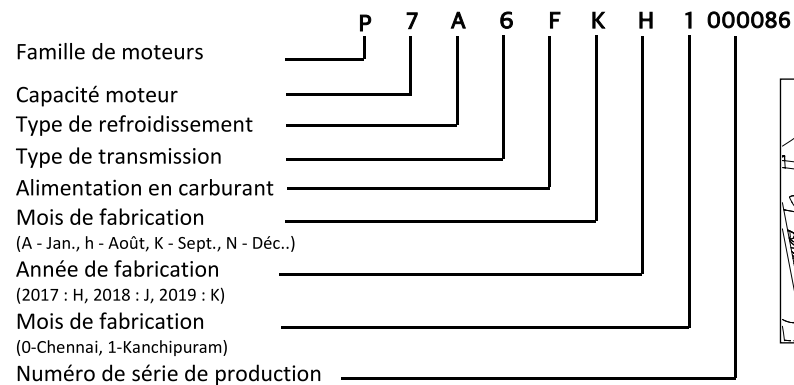 P 7 A 6 F K H 1 000086
Famille de moteurs
Capacité moteur
Type de refroidissement
Type de transmission
Alimentation en carburant
Mois de fabrication
(A - Jan., h - Août, K - Sept., N - Déc..)
Année de fabrication
(2017 : H, 2018 : J, 2019 : K)
Mois de fabrication
(0-Chennai, 1-Kanchipuram)
Numéro de série de production